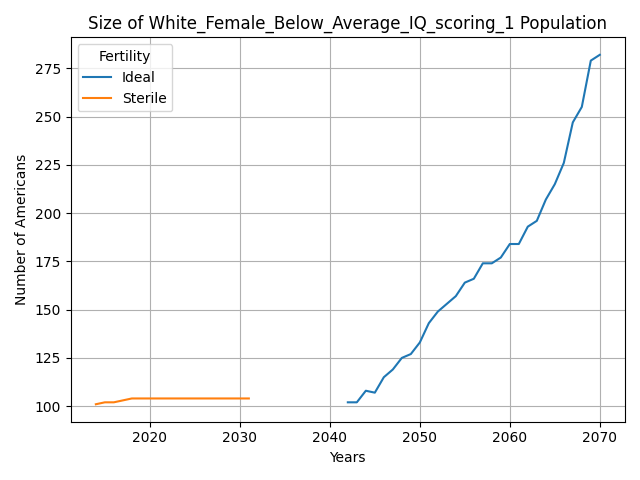 Size of White_Female_Below_Average_IQ_scoring_1 Population
Fertility
Ideal
Sterile
Number of Americans
275
250
225
200
175
150
125
100
2020 2030 2040 2050 2060 2070
Years